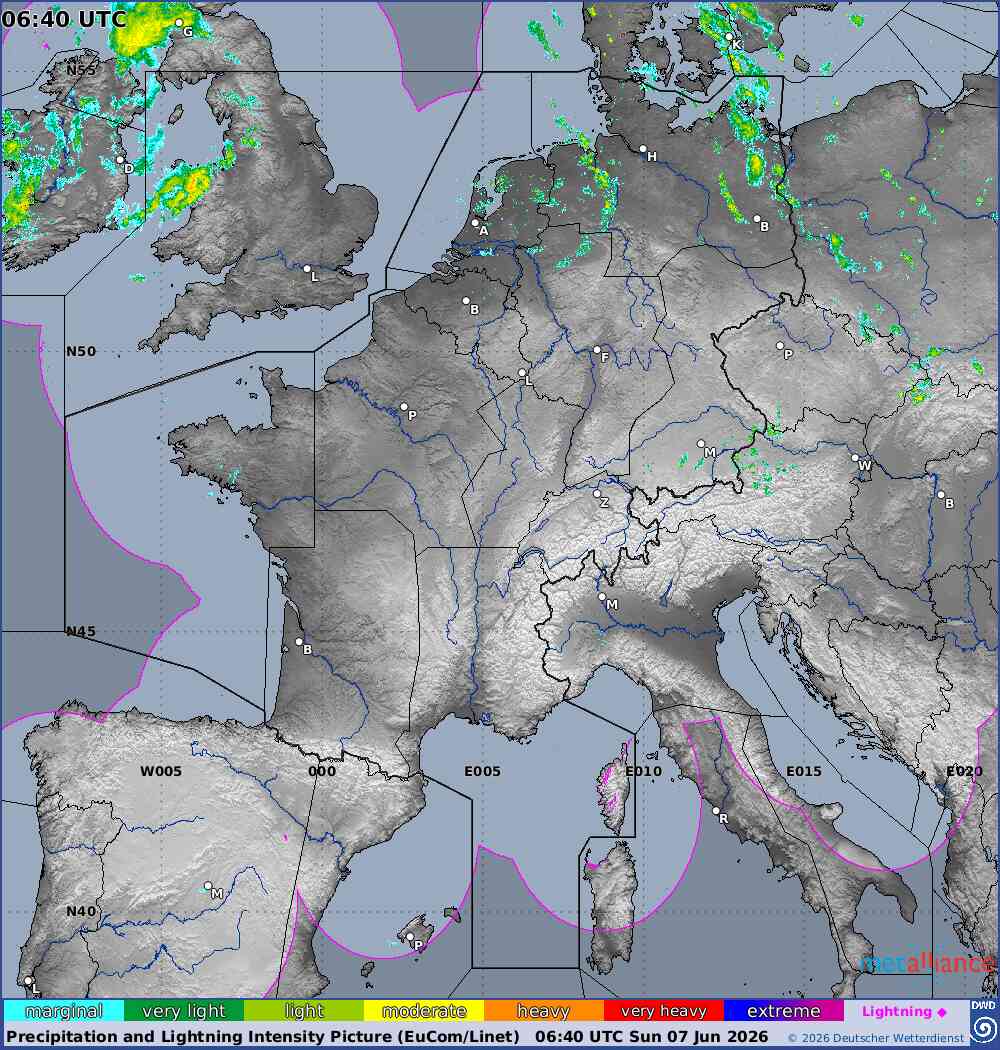 06:40 UTC
G
K
N55
D
H
A
B
L
B
N50
F
P
L
P
M
W
Z
B
M
N45
B
W005
000
E005
E010
E015
E020
R
M
N40
P
L
metalliance
marginal
very light
light
moderate
heavy
very heavy
extreme
Lightning ◆
DWD
Precipitation and Lightning Intensity Picture (EuCom/Linet) 06:40 UTC Sun 07 Jun 2026
© 2026 Deutscher Wetterdienst